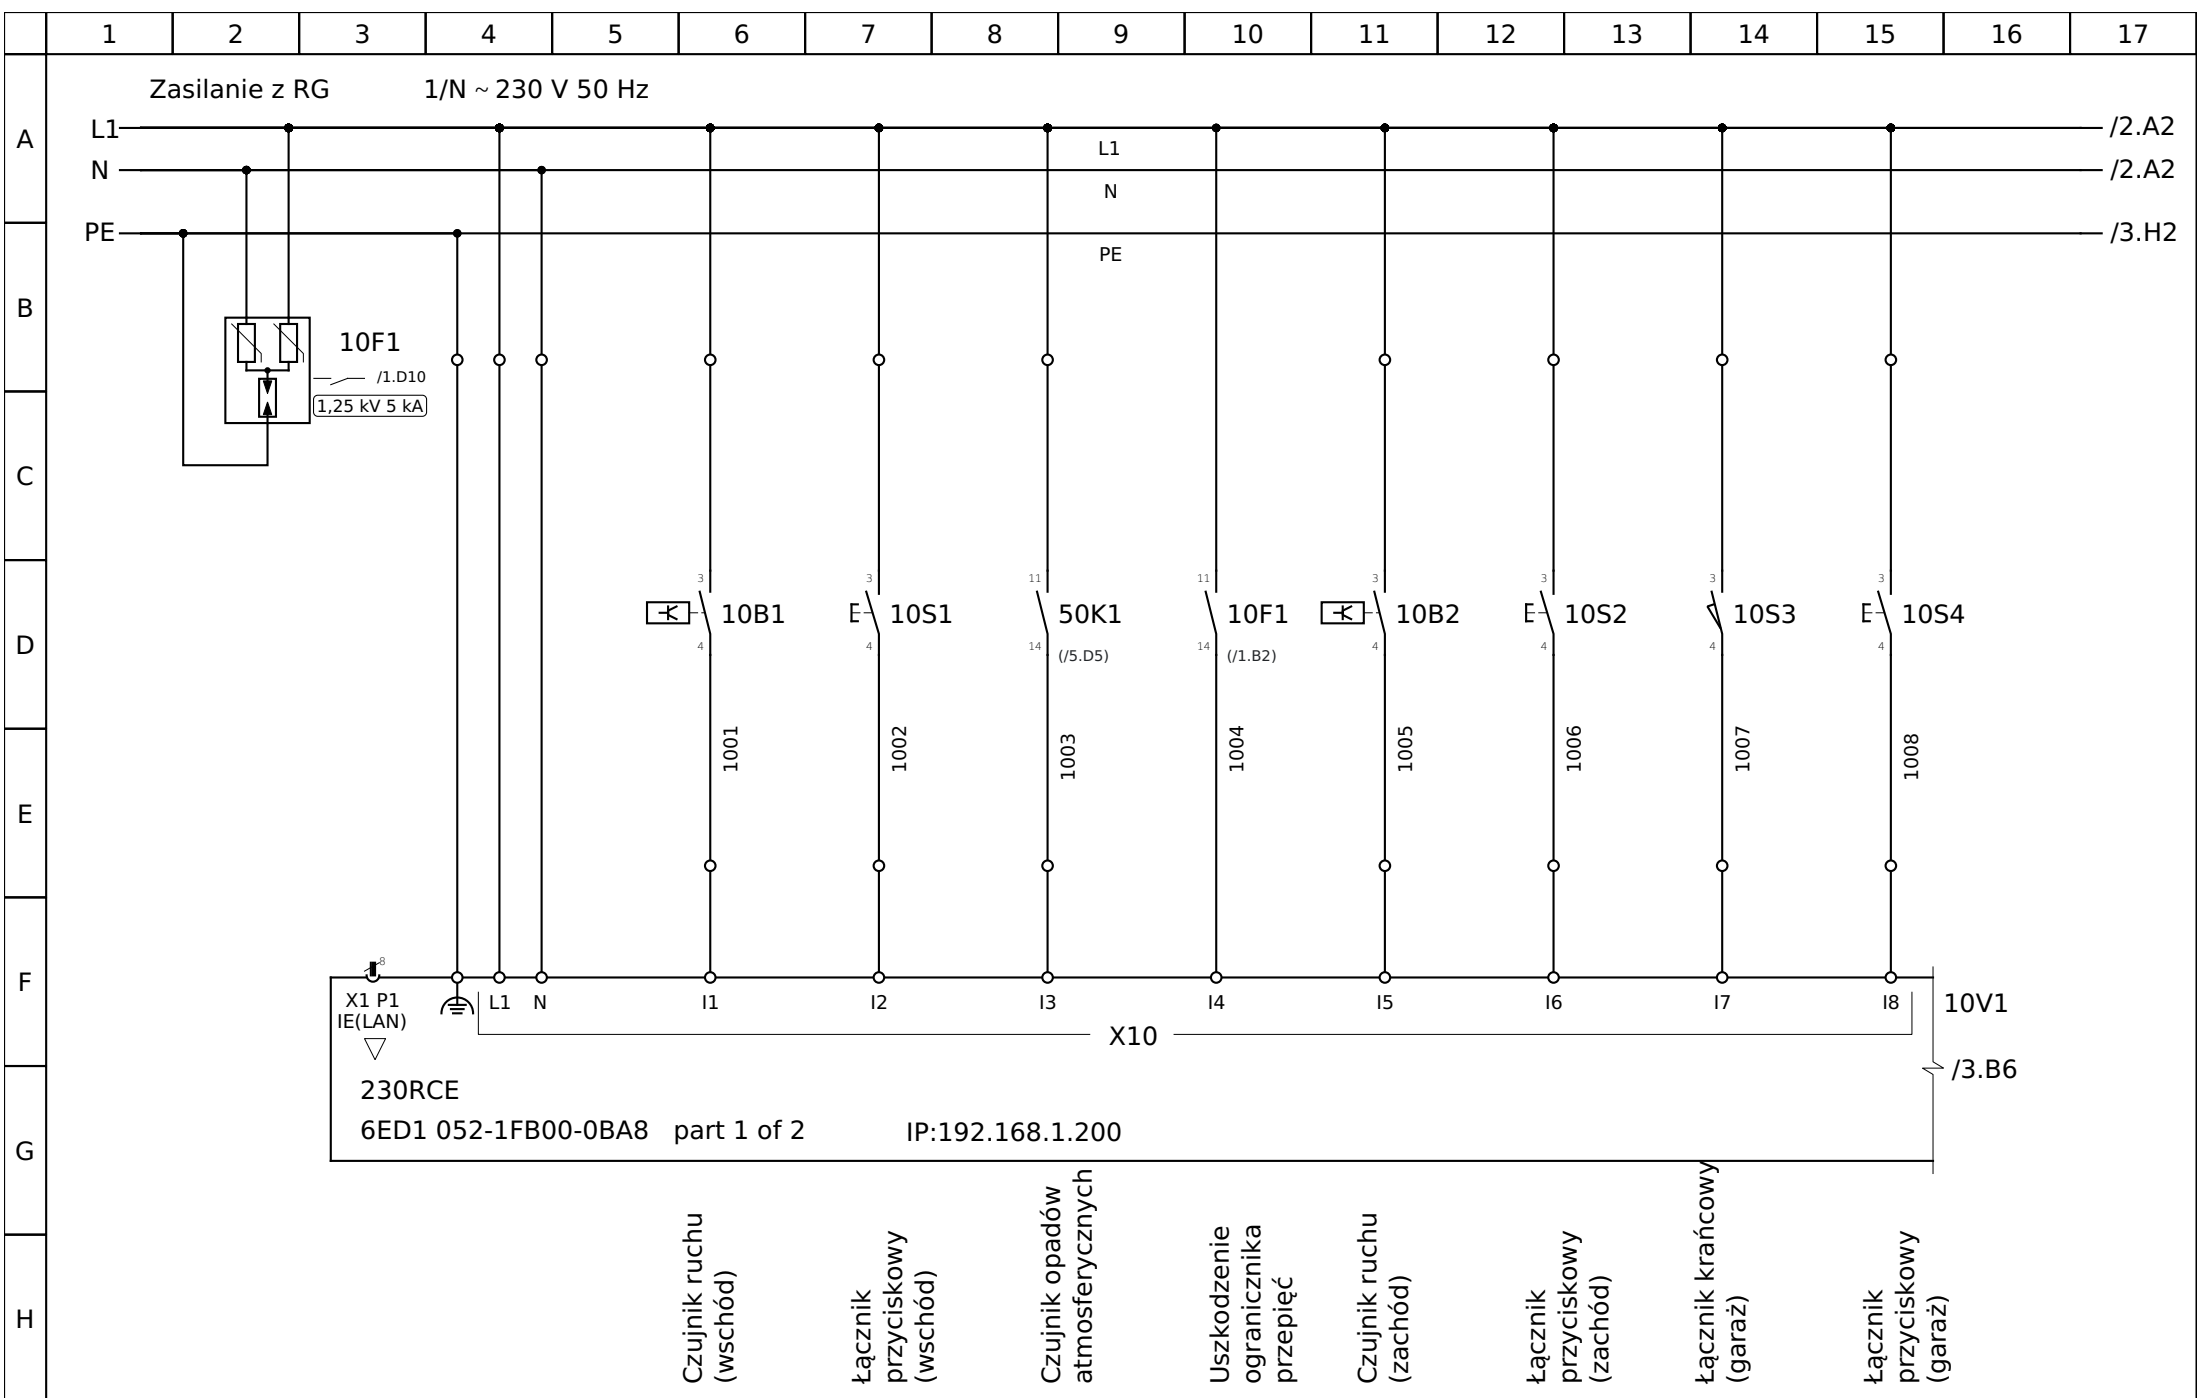 1 2 3 4 5 6 7 8 9 10 11 12 13 14 15 16 17
Zasilanie z RG 1/N ~ 230 V 50 Hz
A
L1 /2.A2
L1
N /2.A2
N
PE /3.H2
PE
B
10F1
/1.D10
1,25 kV 5 kA
C
3 3 11 11 3 3 3 3
10B1 10S1 50K1 10F1 10B2 10S2 10S3 10S4
D
4 4 14 (/5.D5) 14 (/1.B2) 4 4 4 4
1001 1002 1003 1004 1005 1006 1007 1008
E
8
F
X1 P1 L1 N I1 I2 I3 I4 I5 I6 I7 I8 10V1
IE(LAN)
X10
/3.B6
230RCE
6ED1 052-1FB00-0BA8 part 1 of 2 IP:192.168.1.200
G
H
Czujnik ruchu
(wschód)
Łącznik
przyciskowy
(wschód)
Czujnik opadów
atmosferycznych
Uszkodzenie
ogranicznika
przepięć
Czujnik ruchu
(zachód)
Łącznik
przyciskowy
(zachód)
Łącznik krańcowy
(garaż)
Łącznik
przyciskowy
(garaż)